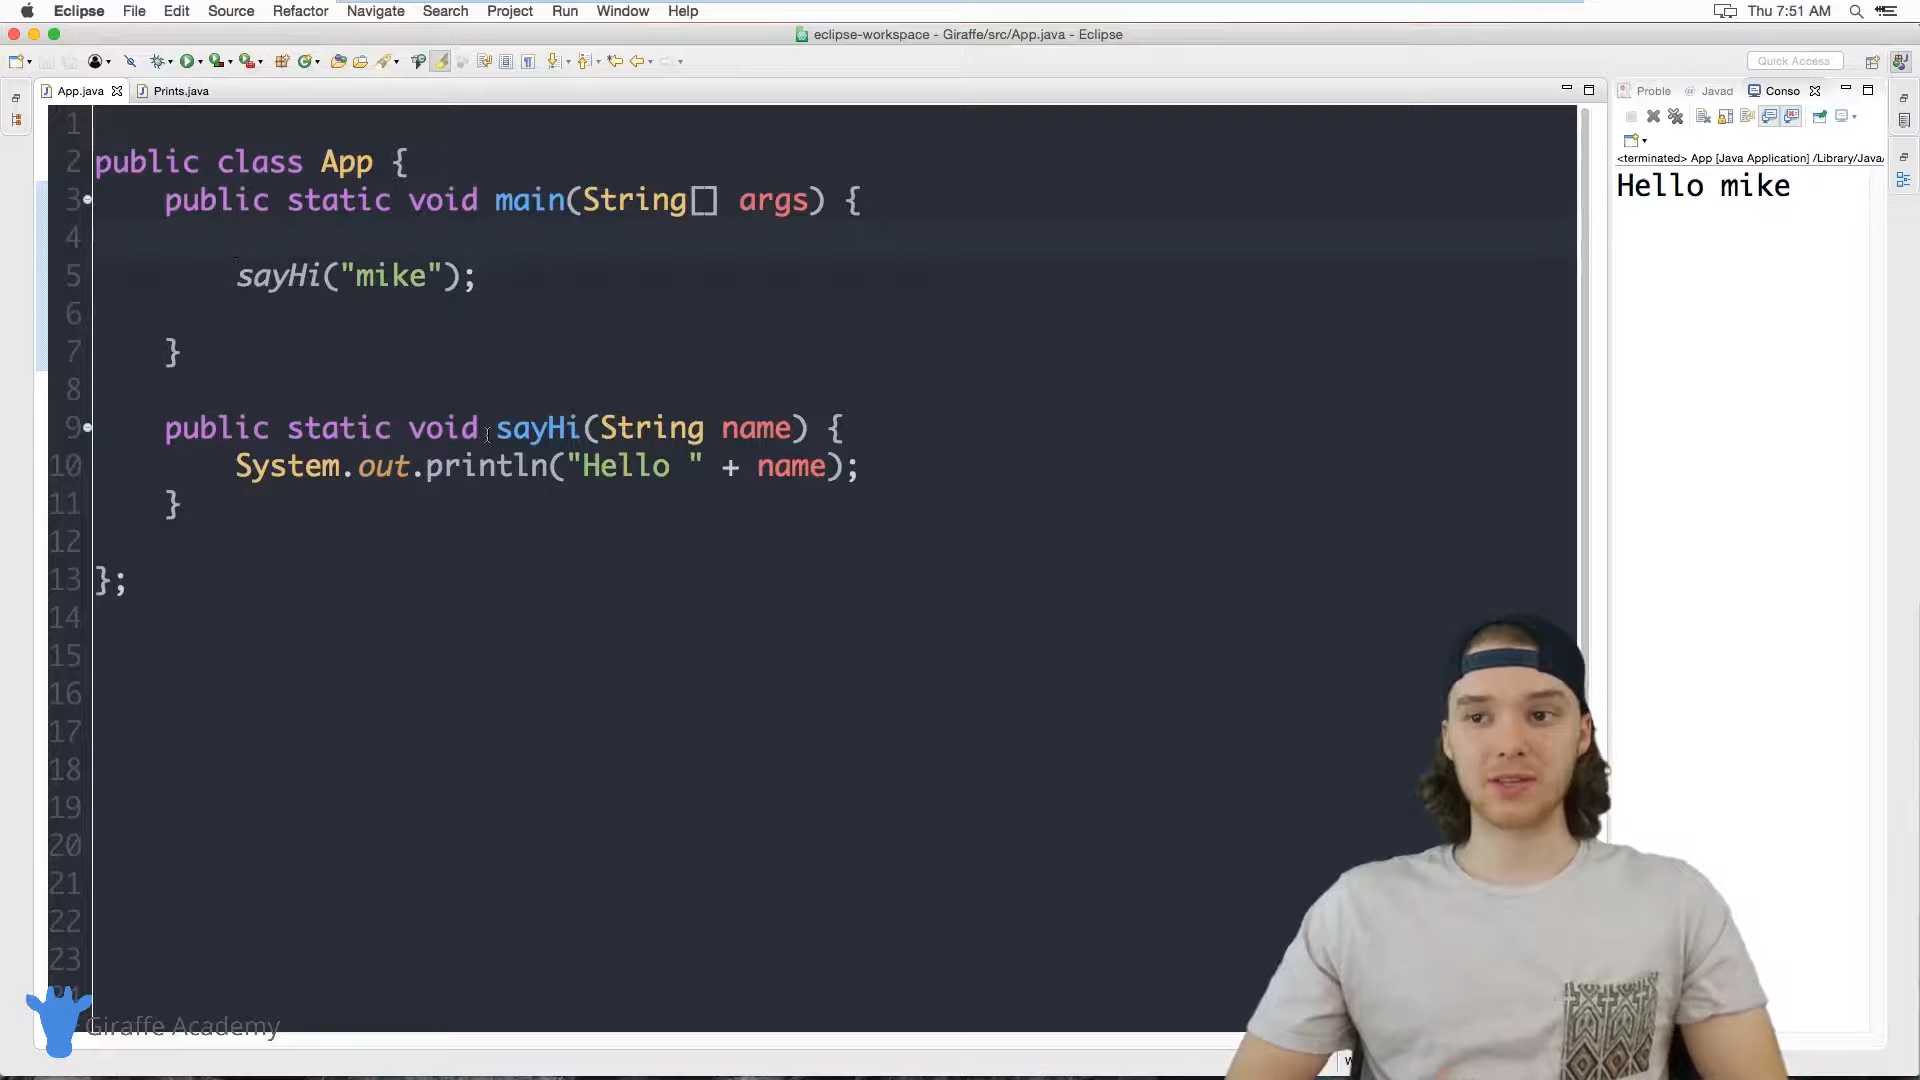 Eclipse File Edit Source Refactor Navigate Search Project Run Window Help Thu 7:51 AM
eclipse-workspace - Giraffe/src/App.java - Eclipse
Quick Access
App.java Prints.java Proble Javad Conso
<terminated> App [Java Application] /Library/Java/
Hello mike
1
2 public class App {
3 public static void main(String[] args) {
4
5 sayHi("mike");
6
7 }
8
9 public static void sayHi(String name) {
10 System.out.println("Hello " + name);
11 }
12
13 };
14
15
16
17
18
19
20
21
22
23
Giraffe Academy